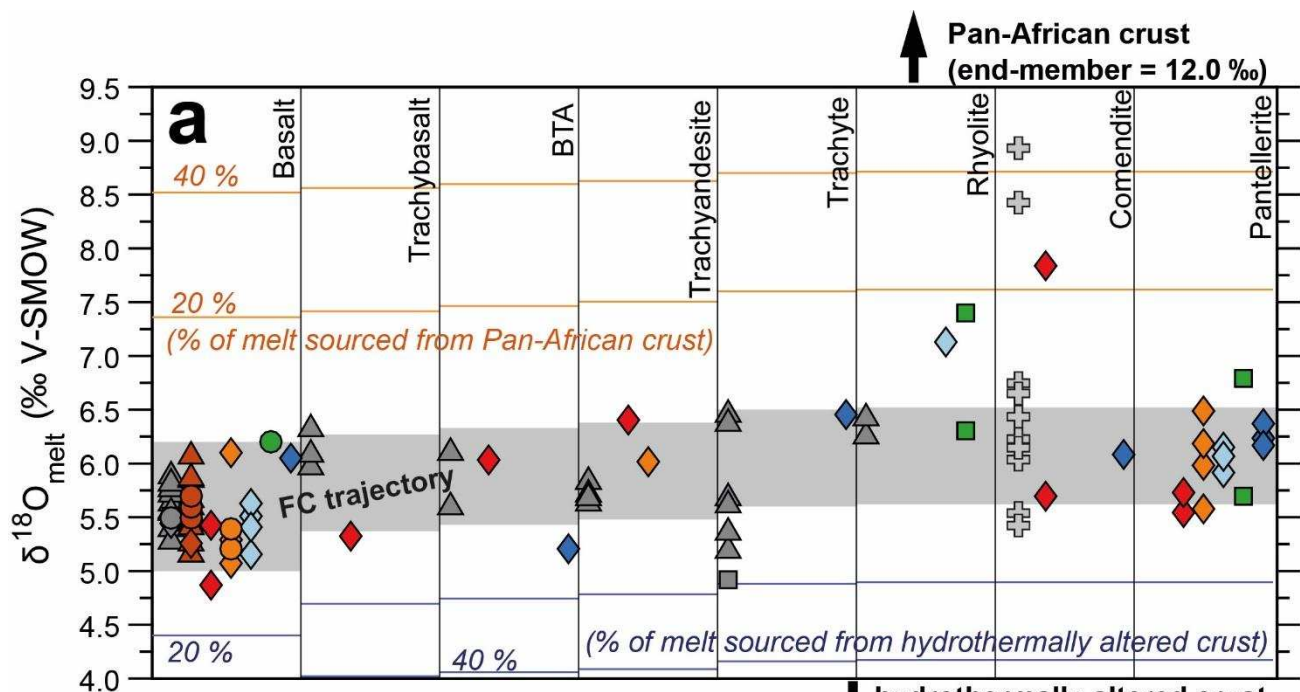 Pan-African crust
(end-member = 12.0 ‰)
a
Basalt
Trachybasalt
BTA
Trachyandesite
Trachyte
Rhyolite
Comendite
Pantellerite
δ18Omelt (‰ V-SMOW)
9.5
9.0
8.5
8.0
7.5
7.0
6.5
6.0
5.5
5.0
4.5
4.0
40 %
20 %
(% of melt sourced from Pan-African crust)
FC trajectory
(% of melt sourced from hydrothermally altered crust)
20 %
40 %
hydrothermally altered crust